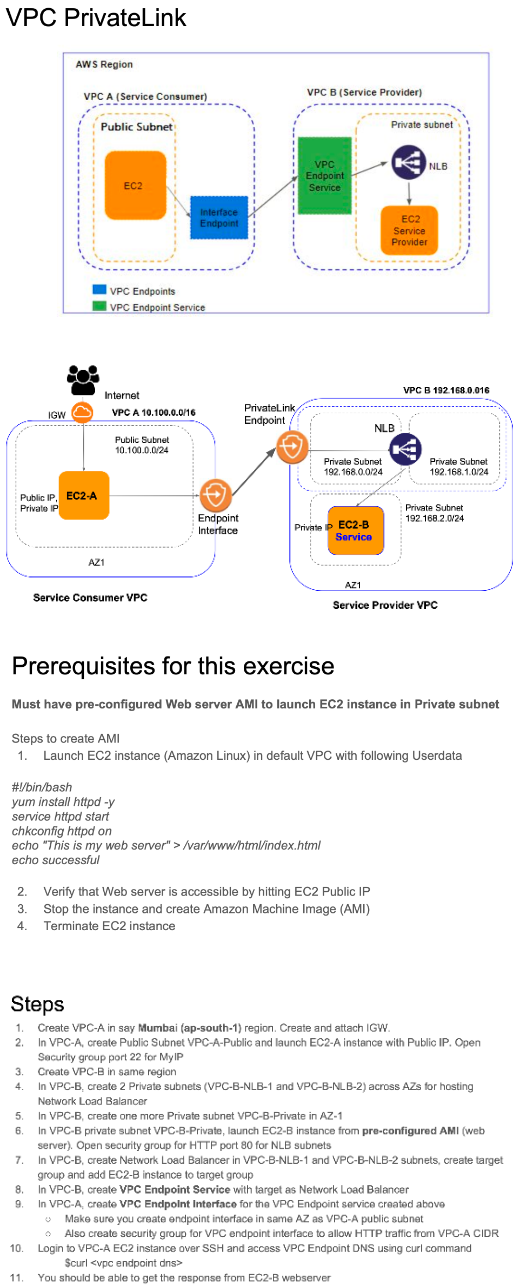 VPC PrivateLink
AWS Region
VPC A (Service Consumer)
VPC B (Service Provider)
Public Subnet
Private subnet
EC2
Interface
Endpoint
VPC
Endpoint
Service
NLB
EC2
Service
Provider
VPC Endpoints
VPC Endpoint Service
Internet
IGW
VPC A 10.100.0.0/16
Public Subnet
10.100.0.0/24
Public IP,
Private IP
EC2-A
Endpoint
Interface
AZ1
Service Consumer VPC
PrivateLink
Endpoint
VPC B 192.168.0.016
NLB
Private Subnet
192.168.0.0/24
Private Subnet
192.168.1.0/24
Private Subnet
192.168.2.0/24
Private IP
EC2-B
Service
AZ1
Service Provider VPC
Prerequisites for this exercise
Must have pre-configured Web server AMI to launch EC2 instance in Private subnet
Steps to create AMI
1. Launch EC2 instance (Amazon Linux) in default VPC with following Userdata
#!/bin/bash
yum install httpd -y
service httpd start
chkconfig httpd on
echo "This is my web server" > /var/www/html/index.html
echo successful
2. Verify that Web server is accessible by hitting EC2 Public IP
3. Stop the instance and create Amazon Machine Image (AMI)
4. Terminate EC2 instance
Steps
1. Create VPC-A in say Mumbai (ap-south-1) region. Create and attach IGW.
2. In VPC-A, create Public Subnet VPC-A-Public and launch EC2-A instance with Public IP. Open
Security group port 22 for MyIP
3. Create VPC-B in same region
4. In VPC-B, create 2 Private subnets (VPC-B-NLB-1 and VPC-B-NLB-2) across AZs for hosting
Network Load Balancer
5. In VPC-B, create one more Private subnet VPC-B-Private in AZ-1
6. In VPC-B private subnet VPC-B-Private, launch EC2-B instance from pre-configured AMI (web
server). Open security group for HTTP port 80 for NLB subnets
7. In VPC-B, create Network Load Balancer in VPC-B-NLB-1 and VPC-B-NLB-2 subnets, create target
group and add EC2-B instance to target group
8. In VPC-B, create VPC Endpoint Service with target as Network Load Balancer
9. In VPC-A, create VPC Endpoint Interface for the VPC Endpoint service created above
○ Make sure you create endpoint interface in same AZ as VPC-A public subnet
○ Also create security group for VPC endpoint interface to allow HTTP traffic from VPC-A CIDR
10. Login to VPC-A EC2 instance over SSH and access VPC Endpoint DNS using curl command
$curl <vpc endpoint dns>
11. You should be able to get the response from EC2-B webserver